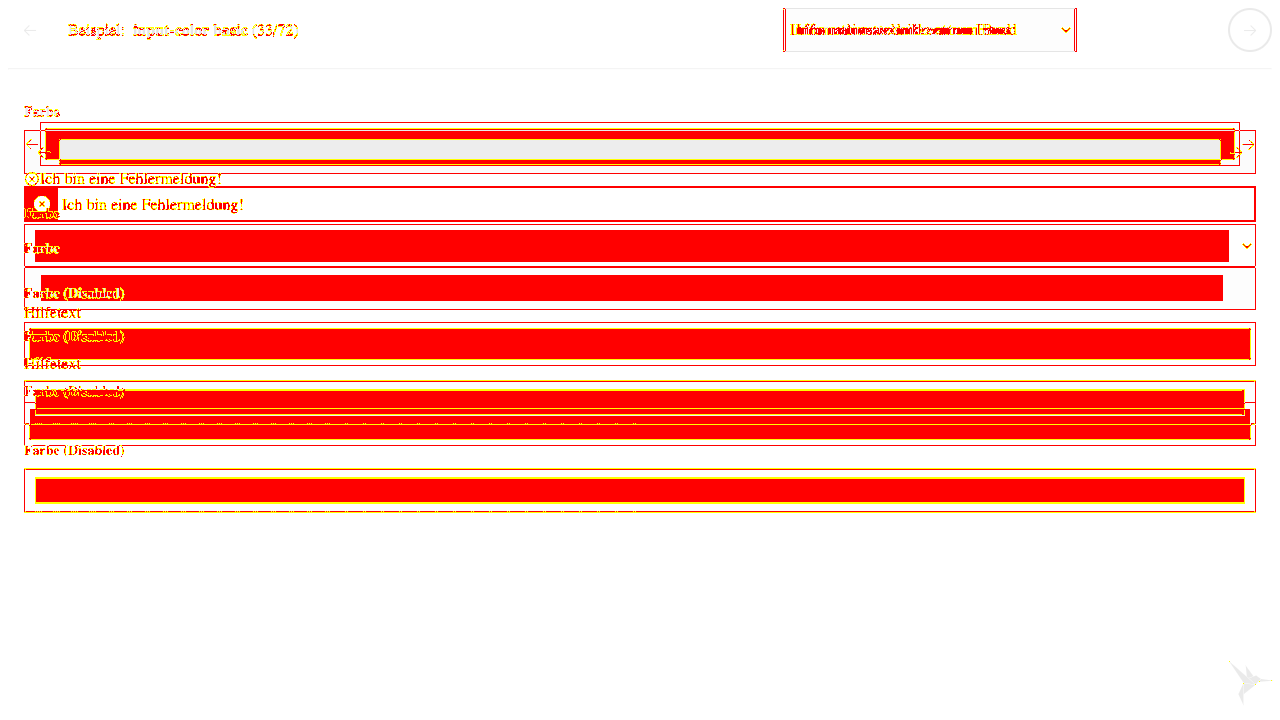 Beispiel: input-color basic (33/72)
Farbe
Ich bin eine Fehlermeldung!
Ich bin eine Fehlermeldung!
Farbe
Farbe
Farbe (Disabled)
Hilfetext
Farbe (Disabled)
Hilfetext
Farbe (Disabled)
Farbe (Disabled)